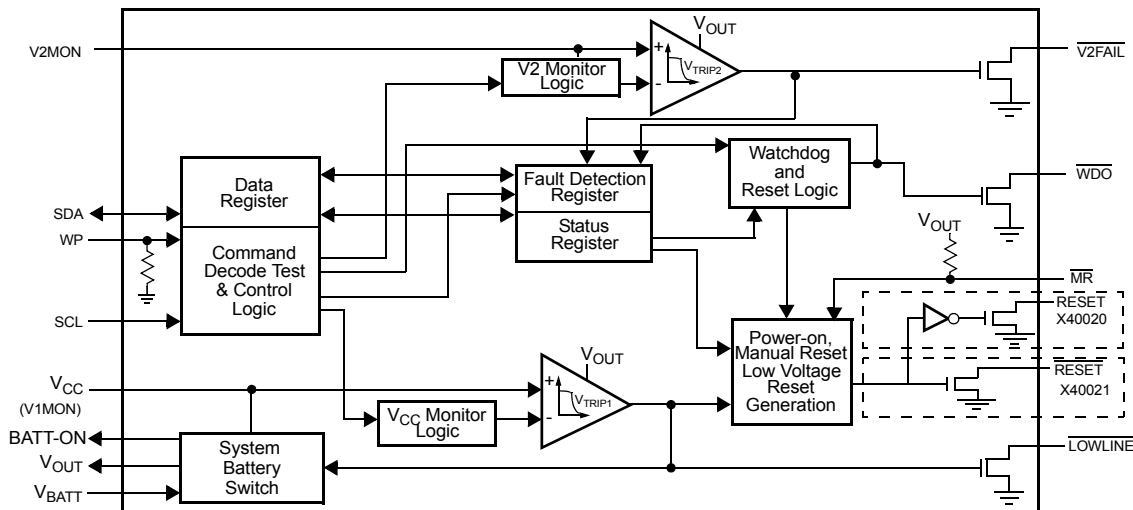 VOUT
V2MON
+
-
VTRIP2
V2FAIL
V2 Monitor
Logic
Data
Register
Fault Detection
Register
Status
Register
Watchdog
and
Reset Logic
WDO
SDA
WP
Command
Decode Test
& Control
Logic
SCL
VOUT
MR
RESET
X40020
Power-on,
Manual Reset
Low Voltage
Reset
Generation
RESET
X40021
VOUT
VCC
(V1MON)
+
-
VTRIP1
VCC Monitor
Logic
BATT-ON
VOUT
VBATT
System
Battery
Switch
LOWLINE